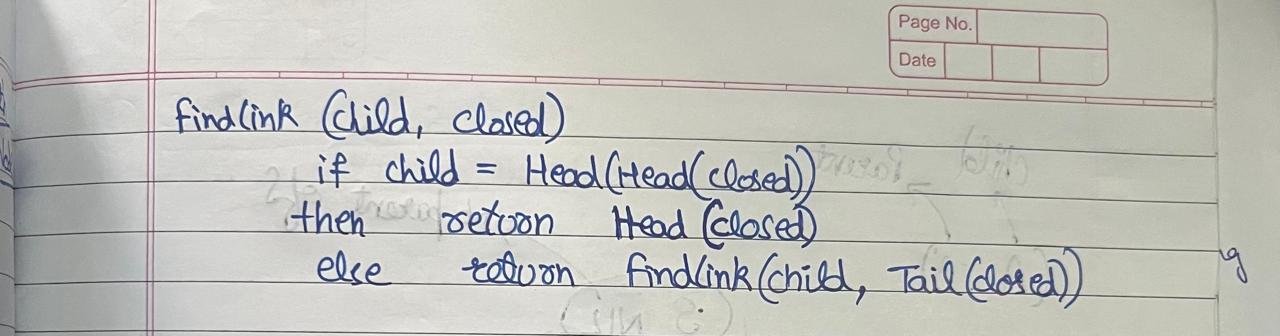 Page No.
Date
findlink (child, closed)
if child = Head(Head(closed))
then return Head (closed)
else return findlink(child, Tail(closed))
g